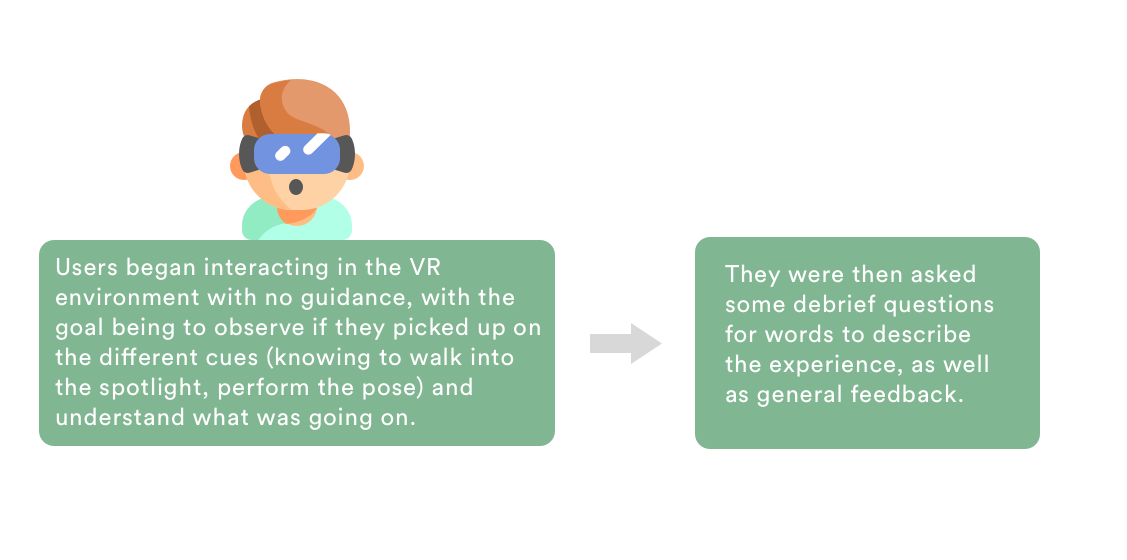 Users began interacting in the VR
environment with no guidance, with the
goal being to observe if they picked up on
the different cues (knowing to walk into
the spotlight, perform the pose) and
understand what was going on.
They were then asked
some debrief questions
for words to describe
the experience, as well
as general feedback.